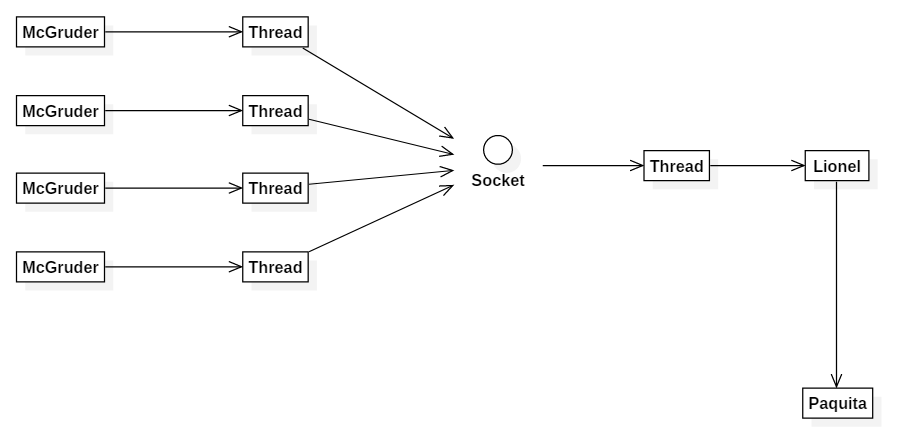 McGruder
Thread
McGruder
Thread
McGruder
Thread
McGruder
Thread
Socket
Thread
Lionel
Paquita